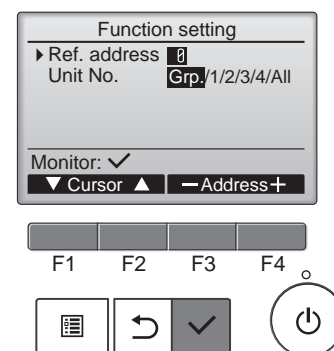 Function setting
Ref. address 0
Unit No. Grp./1/2/3/4/All
Monitor: ✓
▼ Cursor ▲ −Address+
F1 F2 F3 F4